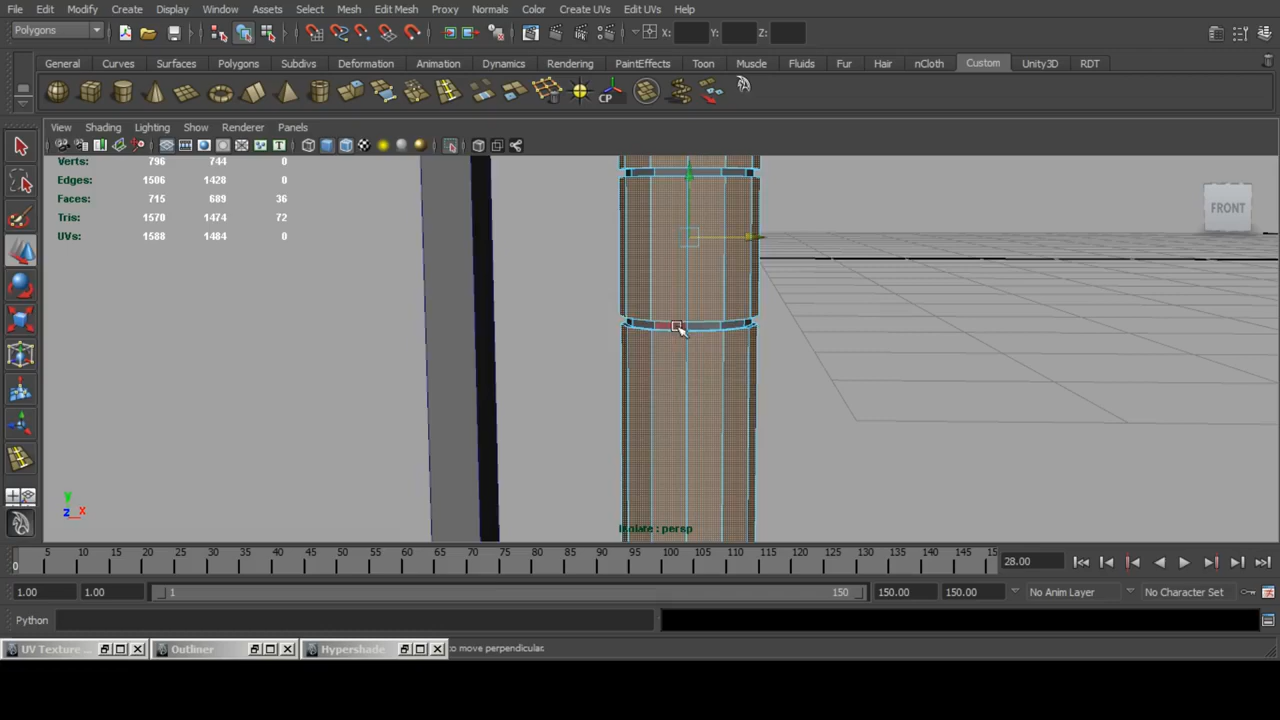 File Edit Modify Create Display Window Assets Select Mesh Edit Mesh Proxy Normals Color Create UVs Edit UVs Help
Polygons X: Y: Z:
General Curves Surfaces Polygons Subdivs Deformation Animation Dynamics Rendering PaintEffects Toon Muscle Fluids Fur Hair nCloth Custom Unity3D RDT
CP
View Shading Lighting Show Renderer Panels
Verts: 796 744 0
Edges: 1506 1428 0
Faces: 715 689 36
Tris: 1570 1474 72
UVs: 1588 1484 0
FRONT
y
z x
Isolate : persp
5 10 15 20 25 30 35 40 45 50 55 60 65 70 75 80 85 90 95 100 105 110 115 120 125 130 135 140 145 15
0 28.00
1.00 1.00 1 150 150.00 150.00 No Anim Layer No Character Set
Python
UV Texture ... Outliner Hypershade to move perpendicular.